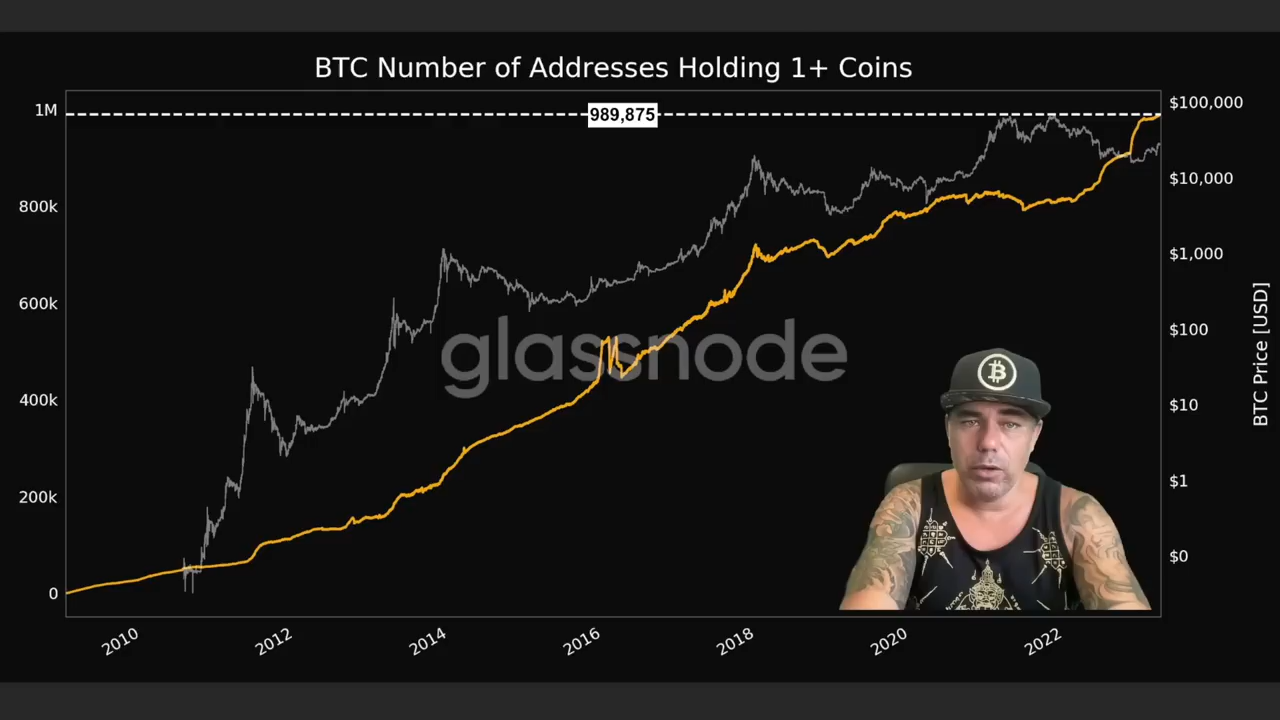 BTC Number of Addresses Holding 1+ Coins
989,875
1M
800k
600k
400k
200k
0
$100,000
$10,000
$1,000
$100
$10
$1
$0
BTC Price [USD]
glassnode
2010
2012
2014
2016
2018
2020
2022